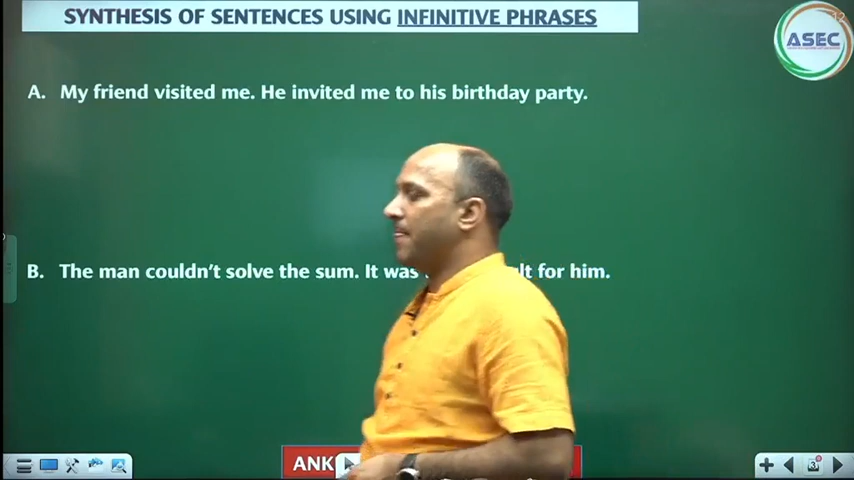 SYNTHESIS OF SENTENCES USING INFINITIVE PHRASES
ASEC
A. My friend visited me. He invited me to his birthday party.
B. The man couldn't solve the sum. It was lt for him.
ANK